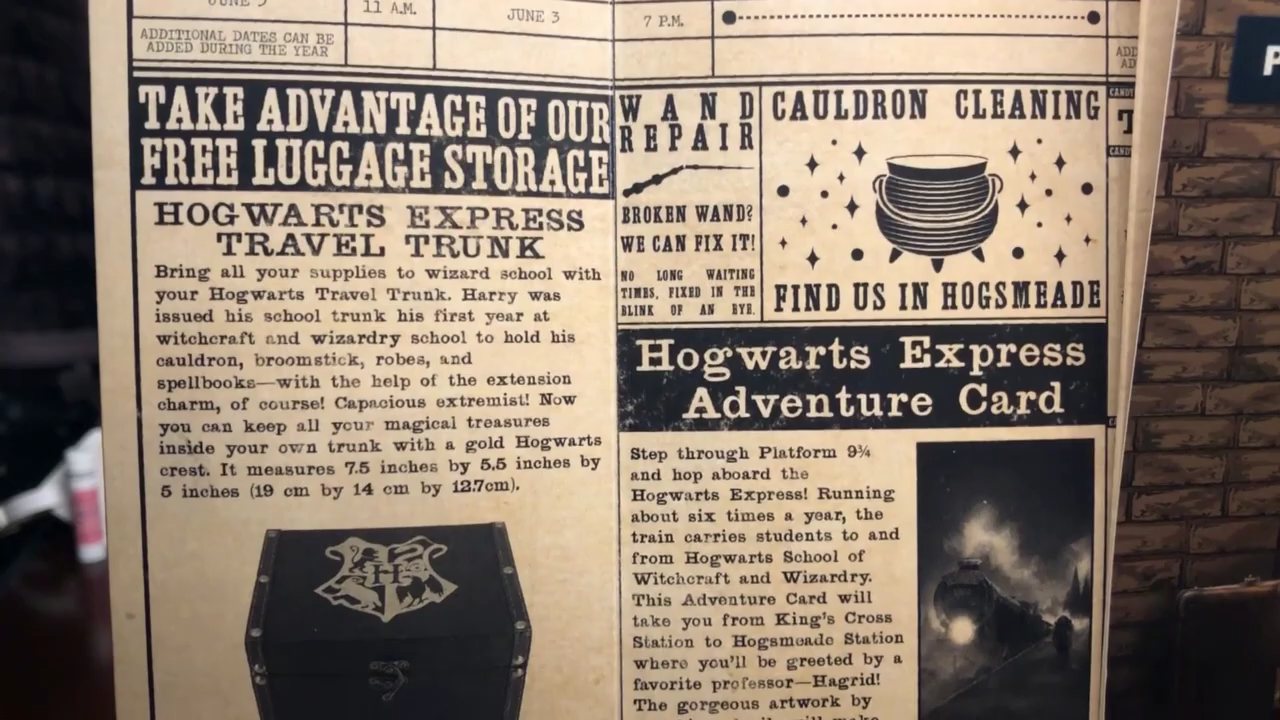 JUNE 3
11 A.M.
JUNE 3
7 P.M.
ADDITIONAL DATES CAN BE
ADDED DURING THE YEAR
TAKE ADVANTAGE OF OUR
FREE LUGGAGE STORAGE
HOGWARTS EXPRESS
TRAVEL TRUNK
Bring all your supplies to wizard school with
your Hogwarts Travel Trunk. Harry was
issued his school trunk his first year at
witchcraft and wizardry school to hold his
cauldron, broomstick, robes, and
spellbooks—with the help of the extension
charm, of course! Capacious extremist! Now
you can keep all your magical treasures
inside your own trunk with a gold Hogwarts
crest. It measures 7.5 inches by 5.5 inches by
5 inches (19 cm by 14 cm by 12.7cm).
H
WAND
REPAIR
BROKEN WAND?
WE CAN FIX IT!
NO LONG WAITING
TIMES, FIXED IN THE
BLINK OF AN EYE.
CAULDRON CLEANING
FIND US IN HOGSMEADE
Hogwarts Express
Adventure Card
Step through Platform 9¾
and hop aboard the
Hogwarts Express! Running
about six times a year, the
train carries students to and
from Hogwarts School of
Witchcraft and Wizardry.
This Adventure Card will
take you from King's Cross
Station to Hogsmeade Station
where you'll be greeted by a
favorite professor—Hagrid!
The gorgeous artwork by
ADD
AD
CANDY
T
CANDY
P